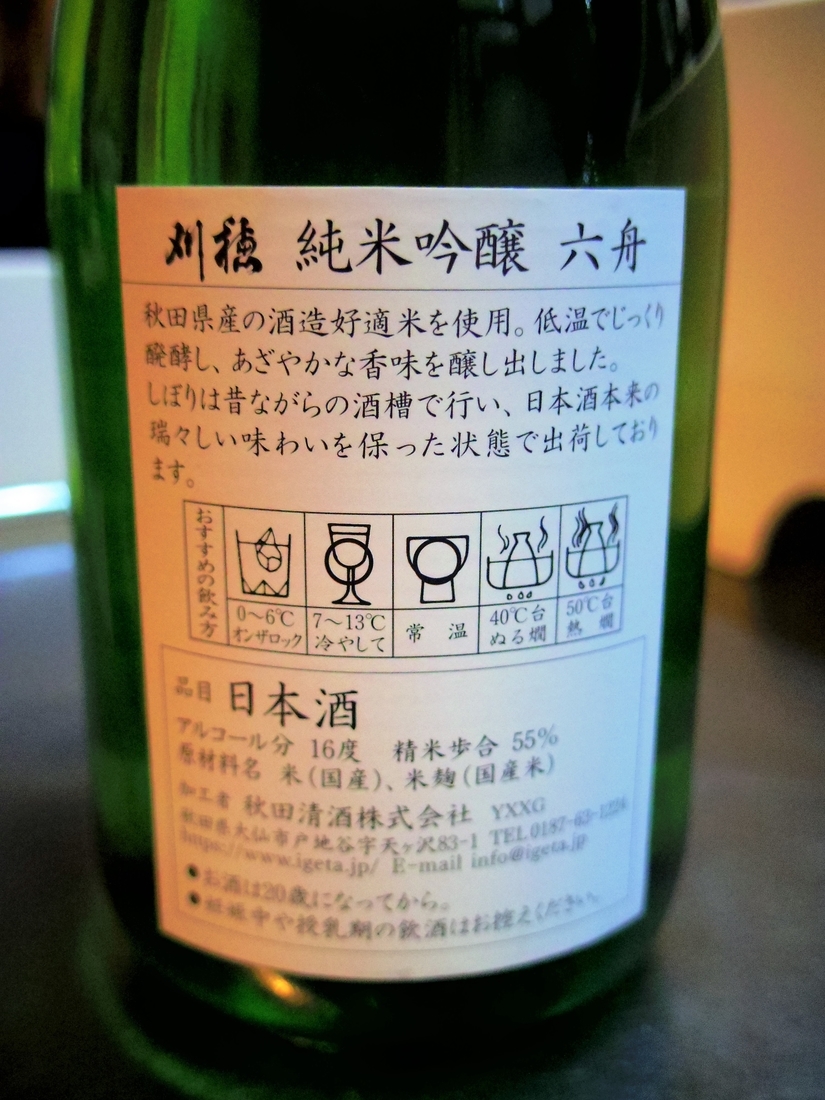 刈穂 純米吟醸 六舟
秋田県産の酒造好適米を使用。低温でじっくり
醗酵し、あざやかな香味を醸し出しました。
しぼりは昔ながらの酒槽で行い、日本酒本来の
瑞々しい味わいを保った状態で出荷しており
ます。
おすすめの飲み方
0〜6℃ オンザロック
7〜13℃ 冷やして
常温
40℃台 ぬる燗
50℃台 熱燗
品目 日本酒
アルコール分 16度 精米歩合 55%
原材料名 米(国産)、米麹(国産米)
加工者 秋田清酒株式会社 YXXG
秋田県大仙市戸地谷字天ヶ沢83-1 TEL0187-63-1224
https://www.igeta.jp/ E-mail info@igeta.jp
●お酒は20歳になってから。
●妊娠中や授乳期の飲酒はお控えください。